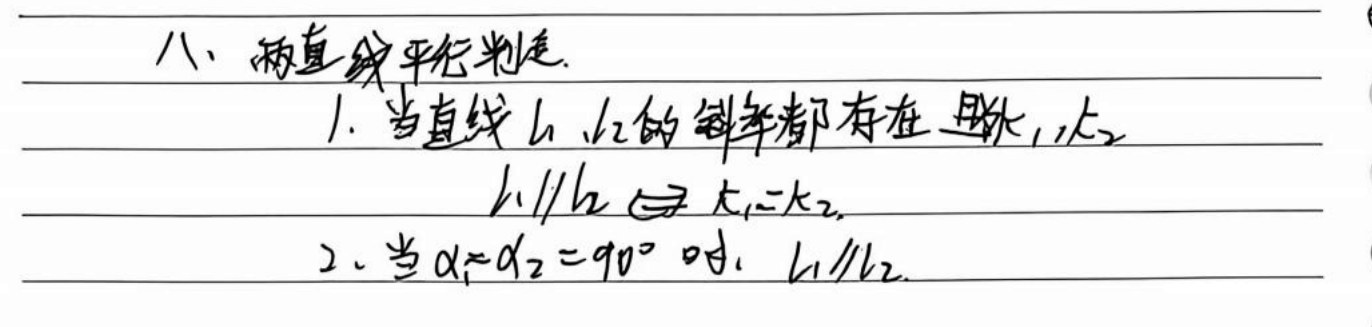 八、两直线平行判定.
1. 当直线 l₁、l₂的斜率都存在 且为k₁,k₂
l₁//l₂ ⇔ k₁=k₂.
2、当α₁=α₂=90°时. l₁//l₂.